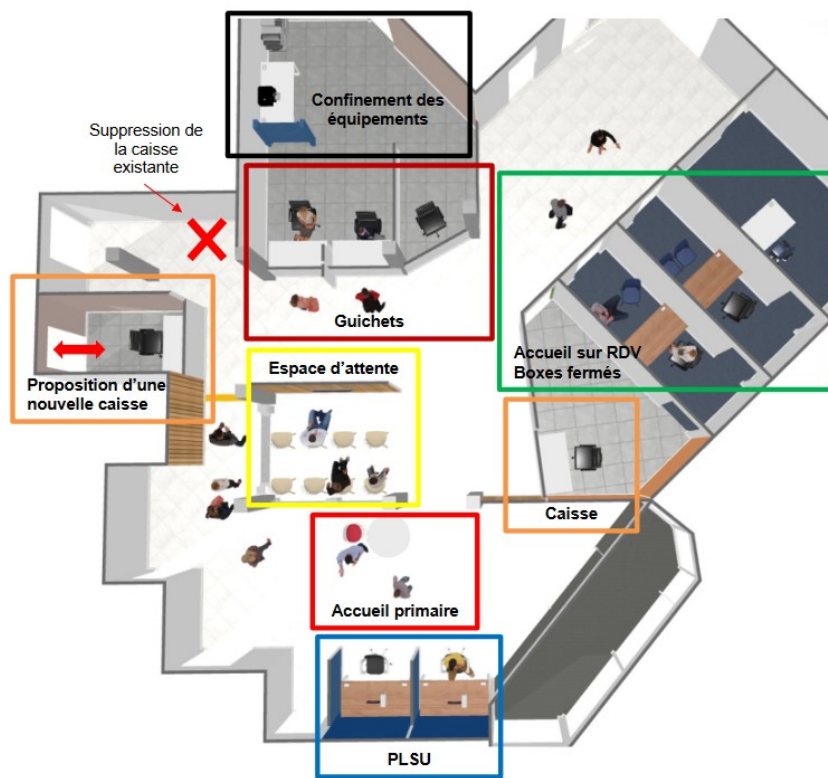 Confinement des
équipements
Suppression de
la caisse
existante
Guichets
Accueil sur RDV
Boxes fermés
Espace d'attente
Proposition d'une
nouvelle caisse
Caisse
Accueil primaire
PLSU